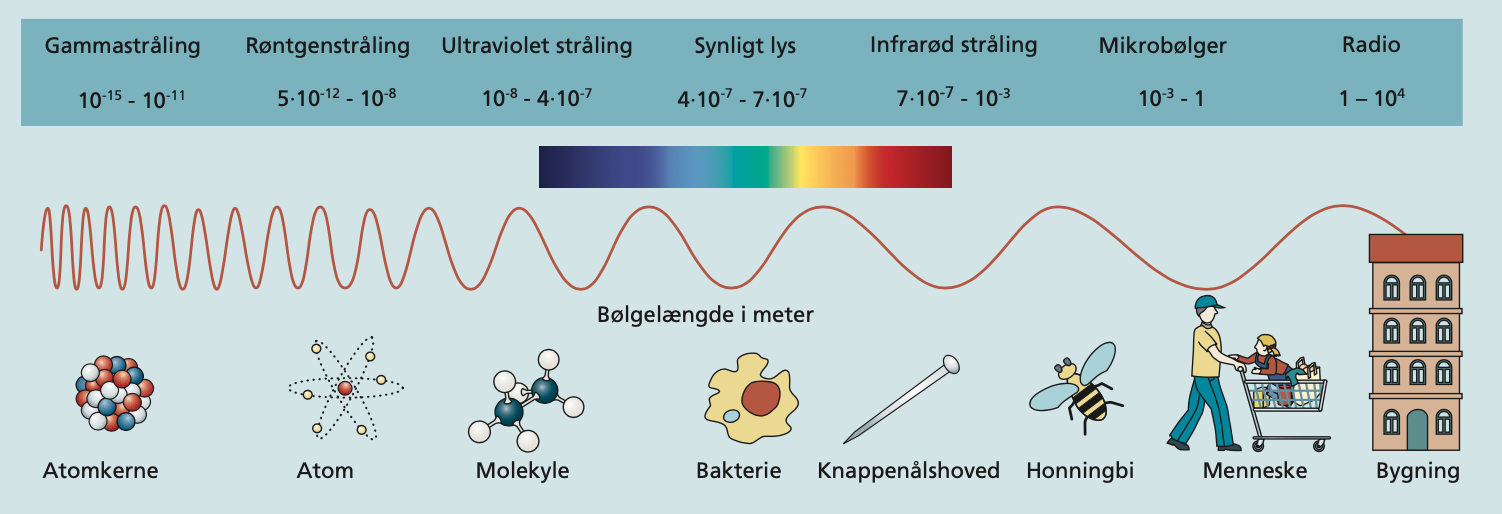 Gammastråling Røntgenstråling Ultraviolet stråling Synligt lys Infrarød stråling Mikrobølger Radio
10⁻¹⁵ - 10⁻¹¹ 5·10⁻¹² - 10⁻⁸ 10⁻⁸ - 4·10⁻⁷ 4·10⁻⁷ - 7·10⁻⁷ 7·10⁻⁷ - 10⁻³ 10⁻³ - 1 1 – 10⁴
Bølgelængde i meter
Atomkerne Atom Molekyle Bakterie Knappenålshoved Honningbi Menneske Bygning